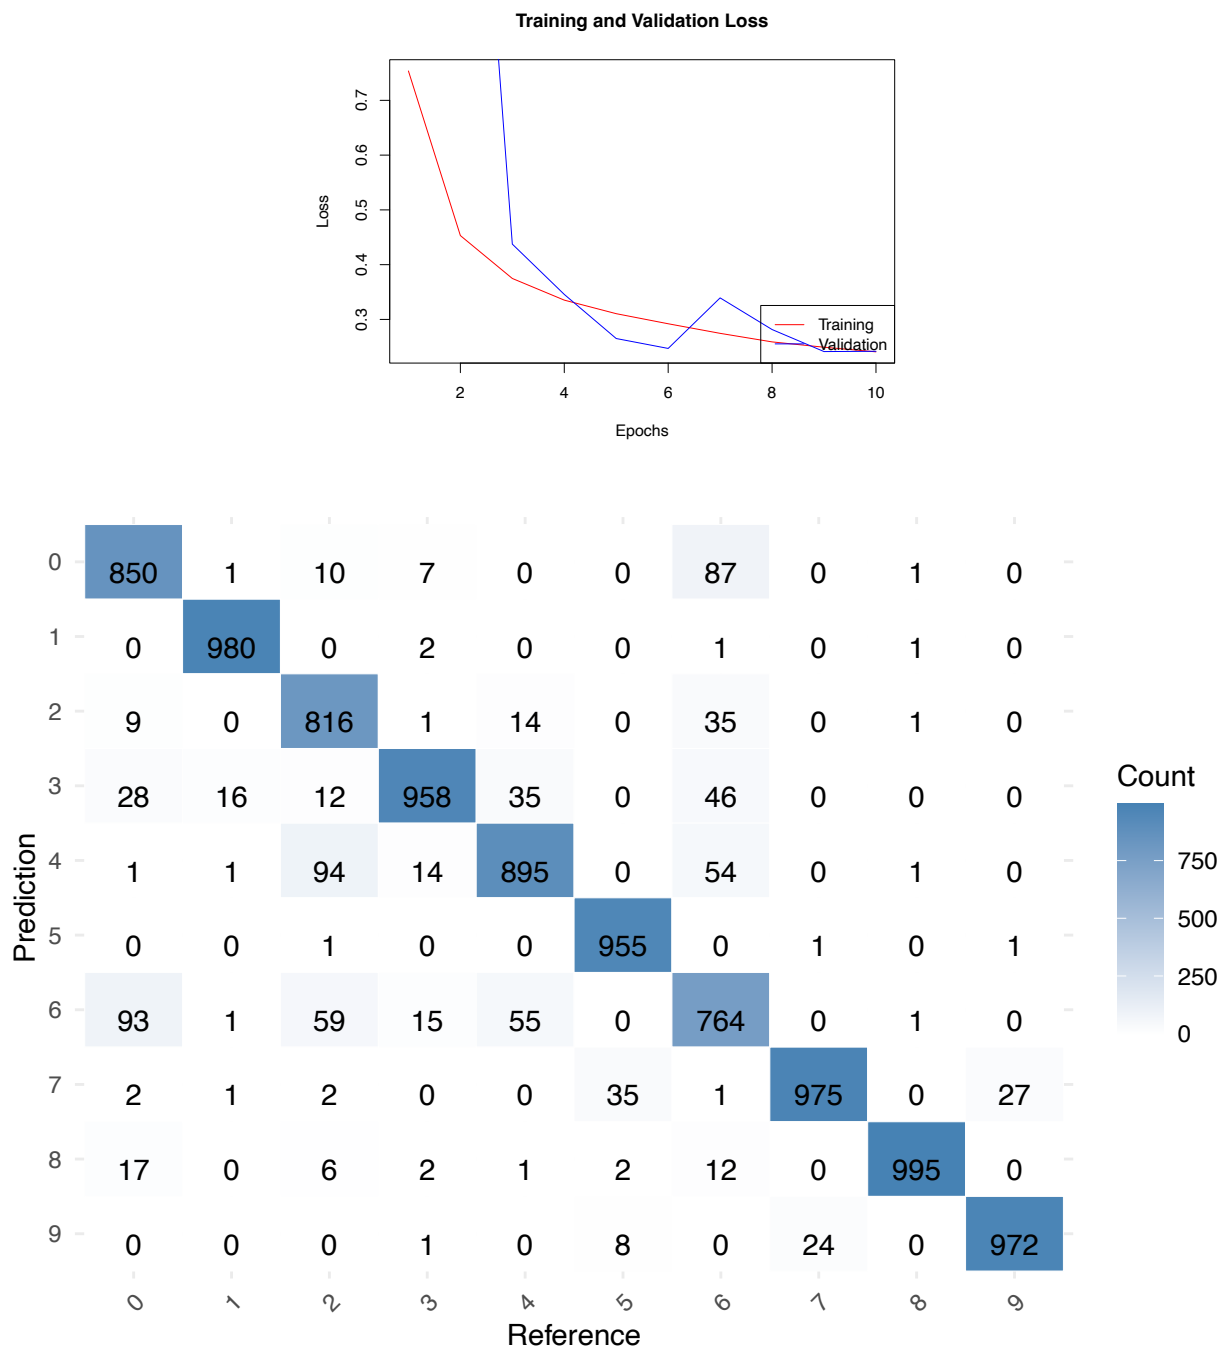 Training and Validation Loss
0.7
0.6
0.5
0.4
0.3
Loss
Training
Validation
2 4 6 8 10
Epochs
0 850 1 10 7 0 0 87 0 1 0
1 0 980 0 2 0 0 1 0 1 0
2 9 0 816 1 14 0 35 0 1 0
3 28 16 12 958 35 0 46 0 0 0
4 1 1 94 14 895 0 54 0 1 0
5 0 0 1 0 0 955 0 1 0 1
6 93 1 59 15 55 0 764 0 1 0
7 2 1 2 0 0 35 1 975 0 27
8 17 0 6 2 1 2 12 0 995 0
9 0 0 0 1 0 8 0 24 0 972
Prediction
0 1 2 3 4 5 6 7 8 9
Reference
Count
750
500
250
0